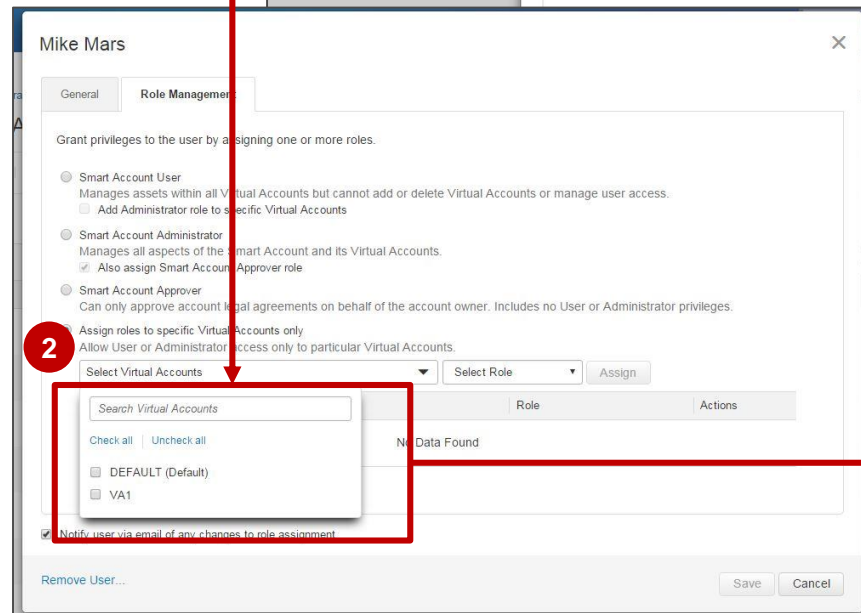 Mike Mars
General Role Management
Grant privileges to the user by assigning one or more roles.
Smart Account User
Manages assets within all Virtual Accounts but cannot add or delete Virtual Accounts or manage user access.
Add Administrator role to specific Virtual Accounts
Smart Account Administrator
Manages all aspects of the Smart Account and its Virtual Accounts.
Also assign Smart Account Approver role
Smart Account Approver
Can only approve account legal agreements on behalf of the account owner. Includes no User or Administrator privileges.
Assign roles to specific Virtual Accounts only
2
Allow User or Administrator access only to particular Virtual Accounts.
Select Virtual Accounts Select Role Assign
Search Virtual Accounts Role Actions
Check all Uncheck all No Data Found
DEFAULT (Default)
VA1
Notify user via email of any changes to role assignment
Remove User... Save Cancel